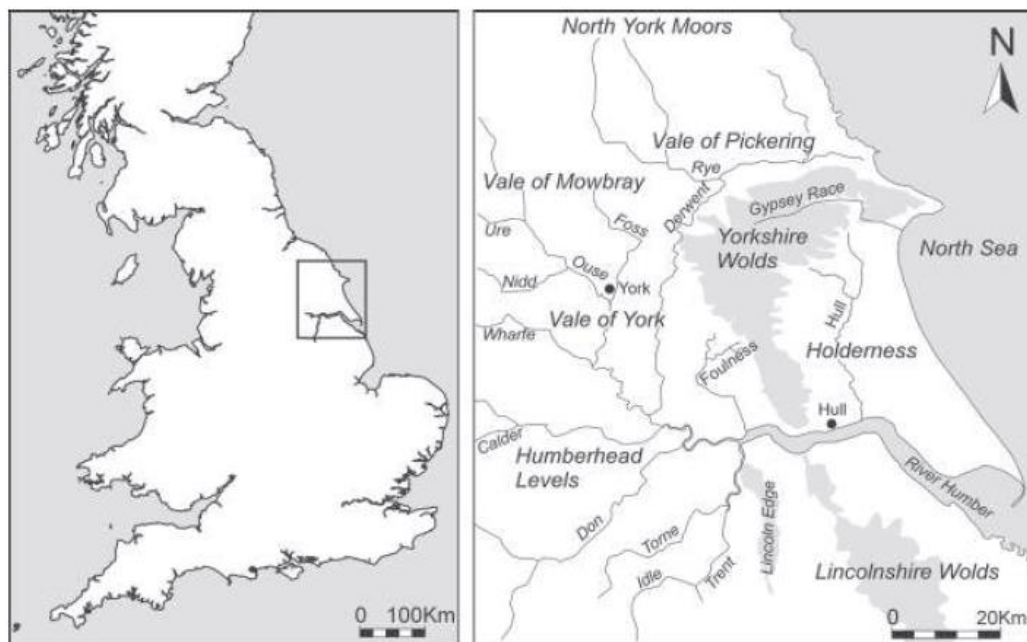 0 100Km
North York Moors
N
Vale of Pickering
Rye
Vale of Mowbray
Derwent
Gypsey Race
Foss
Ure
Yorkshire
Wolds
North Sea
Ouse
Nidd
York
Hull
Vale of York
Wharfe
Foulness
Holderness
Hull
Calder
Humberhead
Levels
River Humber
Don
Lincoln Edge
Torne
Idle
Trent
Lincolnshire Wolds
0 20Km